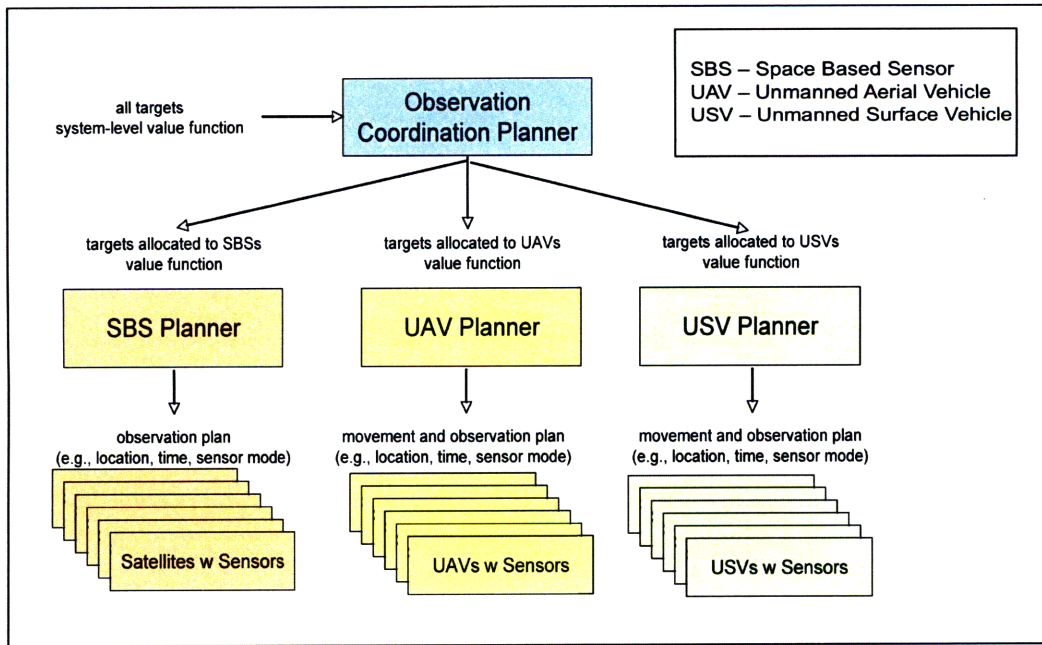 SBS – Space Based Sensor
UAV – Unmanned Aerial Vehicle
USV – Unmanned Surface Vehicle
all targets
system-level value function
Observation
Coordination Planner
targets allocated to SBSs
value function
targets allocated to UAVs
value function
targets allocated to USVs
value function
SBS Planner
UAV Planner
USV Planner
observation plan
(e.g., location, time, sensor mode)
movement and observation plan
(e.g., location, time, sensor mode)
movement and observation plan
(e.g., location, time, sensor mode)
Satellites w Sensors
UAVs w Sensors
USVs w Sensors